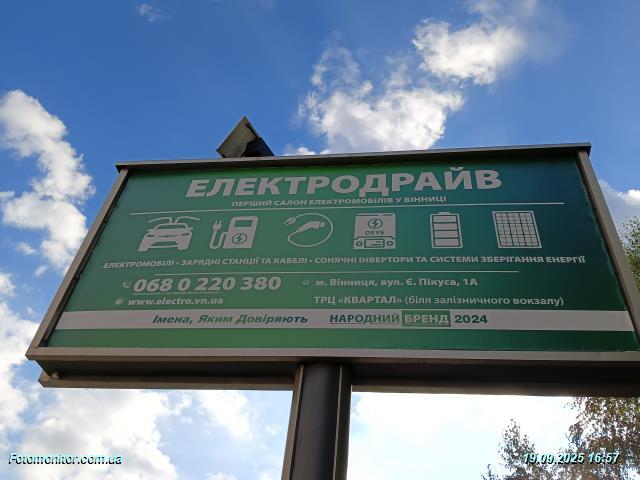 ЕЛЕКТРОДРАЙВ
ПЕРШИЙ САЛОН ЕЛЕКТРОМОБІЛІВ У ВІННИЦІ
DEYE
ЕЛЕКТРОМОБІЛІ • ЗАРЯДНІ СТАНЦІЇ ТА КАБЕЛІ • СОНЯЧНІ ІНВЕРТОРИ ТА СИСТЕМИ ЗБЕРІГАННЯ ЕНЕРГІЇ
068 0 220 380
м. Вінниця, вул. Є. Пікуса, 1А
www.electro.vn.ua
ТРЦ «КВАРТАЛ» (біля залізничного вокзалу)
Імена, Яким Довіряють НАРОДНИЙ БРЕНД 2024
Fotomonitor.com.ua
19.09.2025 16:57